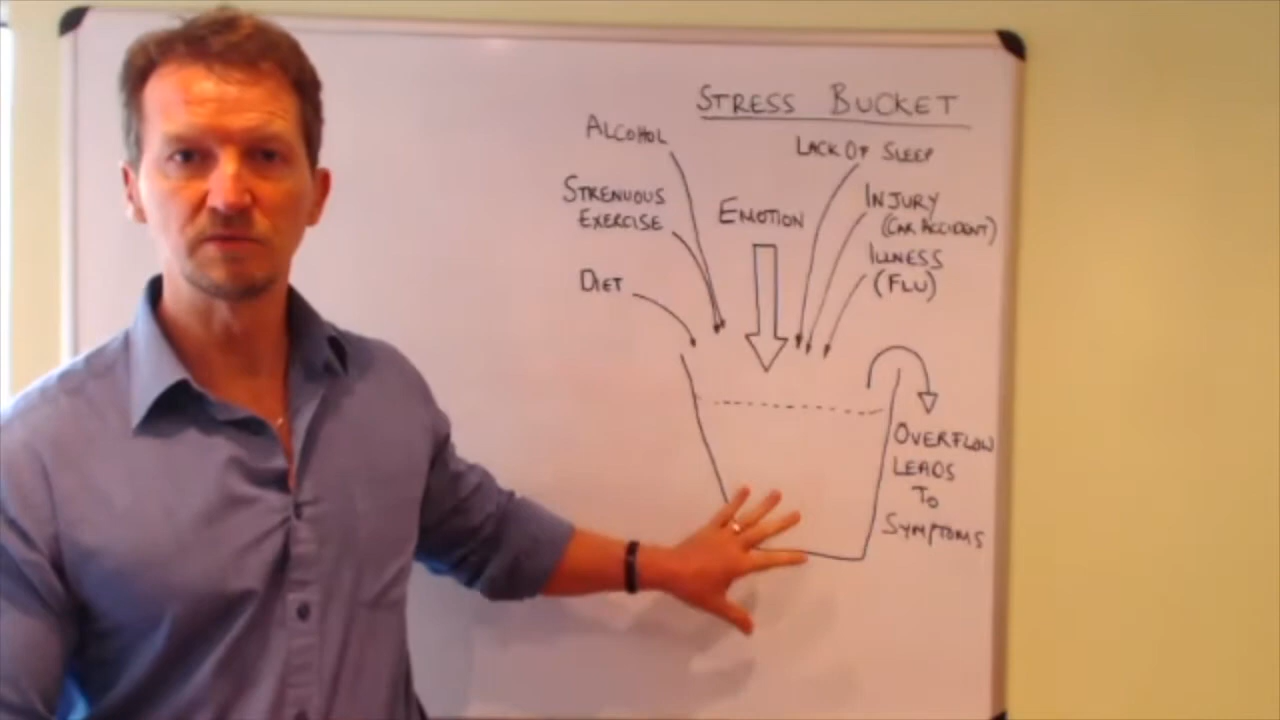 STRESS BUCKET
ALCOHOL
LACK OF SLEEP
STRENUOUS
EXERCISE
EMOTION
INJURY
(CAR ACCIDENT)
ILLNESS
(FLU)
DIET
OVERFLOW
LEADS
TO
SYMPTOMS